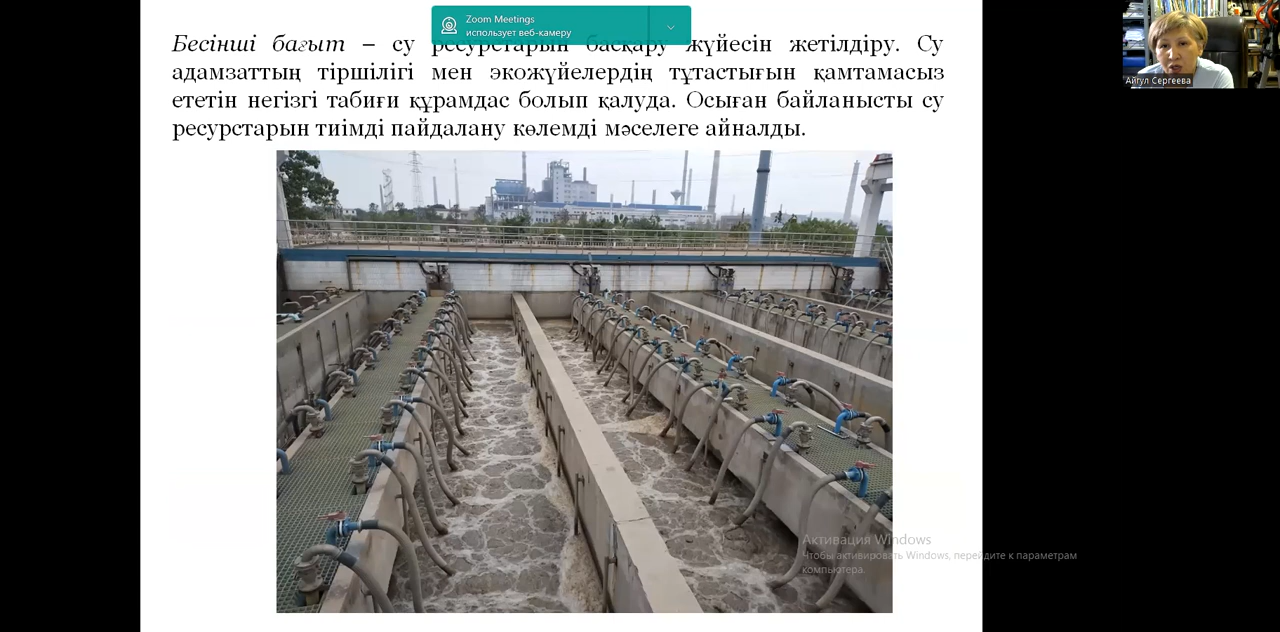 Zoom Meetings
использует веб-камеру
Бесінші бағыт – су ресурстарын басқару жүйесін жетілдіру. Су
адамзаттың тіршілігі мен экожүйелердің тұтастығын қамтамасыз
ететін негізгі табиғи құрамдас болып қалуда. Осыған байланысты су
ресурстарын тиімді пайдалану көлемді мәселеге айналды.
Айгул Сергеева
Активация Windows
Чтобы активировать Windows, перейдите к параметрам
компьютера.